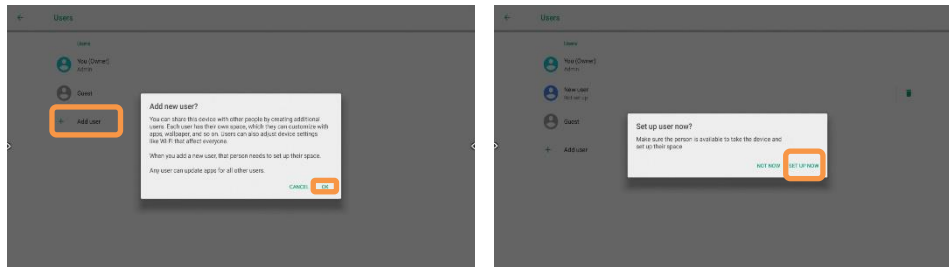 Users
Users
You (Owner)
Admin
Guest
+ Add user
Add new user?
You can share this device with other people by creating additional
users. Each user has their own space, which they can customize with
apps, wallpaper, and so on. Users can also adjust device settings
like Wi-Fi that affect everyone.
When you add a new user, that person needs to set up their space.
Any user can update apps for all other users.
CANCEL OK
Users
Users
You (Owner)
Admin
New user
Not set up
Guest
+ Add user
Set up user now?
Make sure the person is available to take the device and
set up their space
NOT NOW SET UP NOW